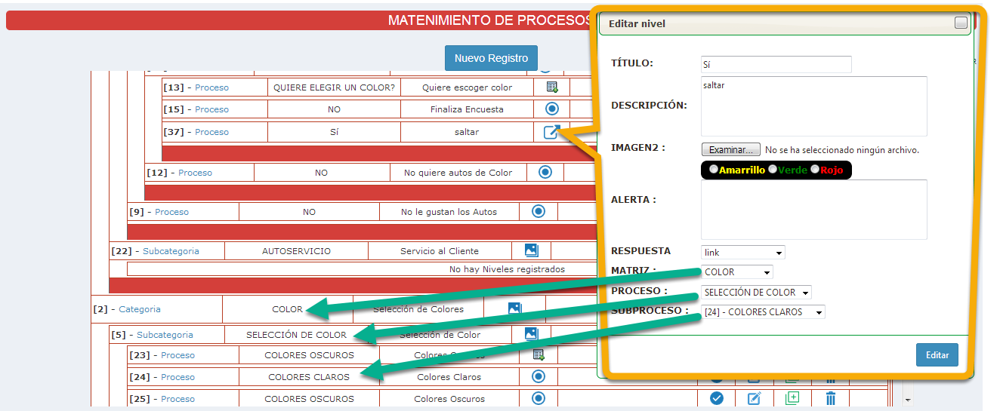 MATENIMIENTO DE PROCESOS
Nuevo Registro
[13] - Proceso QUIERE ELEGIR UN COLOR? Quiere escoger color
[15] - Proceso NO Finaliza Encuesta
[37] - Proceso Sí saltar
[12] - Proceso NO No quiere autos de Color
[9] - Proceso NO No le gustan los Autos
[22] - Subcategoria AUTOSERVICIO Servicio al Cliente
No hay Niveles registrados
[2] - Categoria COLOR Selección de Colores
[5] - Subcategoria SELECCIÓN DE COLOR Selección de Color
[23] - Proceso COLORES OSCUROS Colores
[24] - Proceso COLORES CLAROS Colores Claros
[25] - Proceso COLORES OSCUROS Colores Oscuros
Editar nivel
TÍTULO: Sí
DESCRIPCIÓN: saltar
IMAGEN2 : Examinar... No se ha seleccionado ningún archivo.
Amarrillo Verde Rojo
ALERTA :
RESPUESTA link
MATRIZ : COLOR
PROCESO : SELECCIÓN DE COLOR
SUBPROCESO : [24] - COLORES CLAROS
Editar